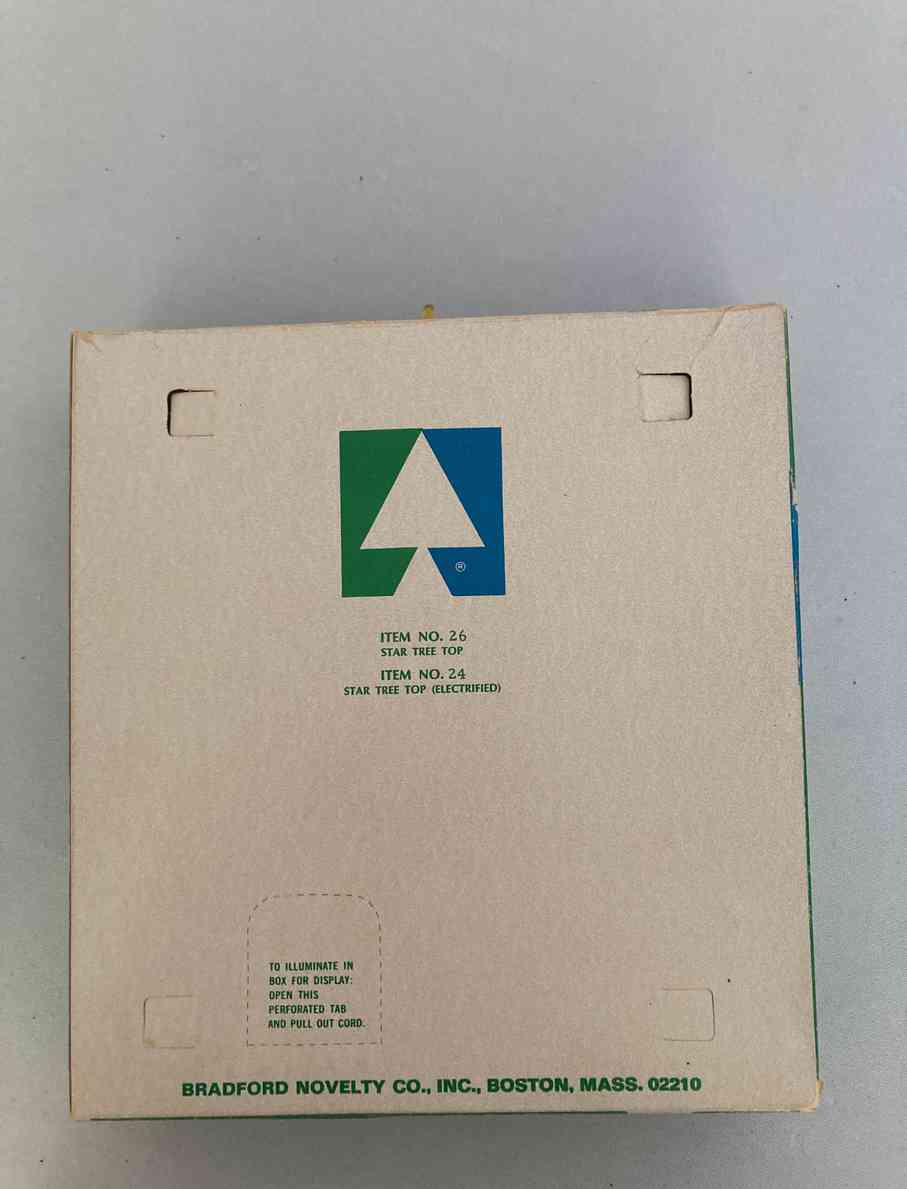 ®
ITEM NO. 26
STAR TREE TOP
ITEM NO. 24
STAR TREE TOP (ELECTRIFIED)
TO ILLUMINATE IN
BOX FOR DISPLAY:
OPEN THIS
PERFORATED TAB
AND PULL OUT CORD.
BRADFORD NOVELTY CO., INC., BOSTON, MASS. 02210